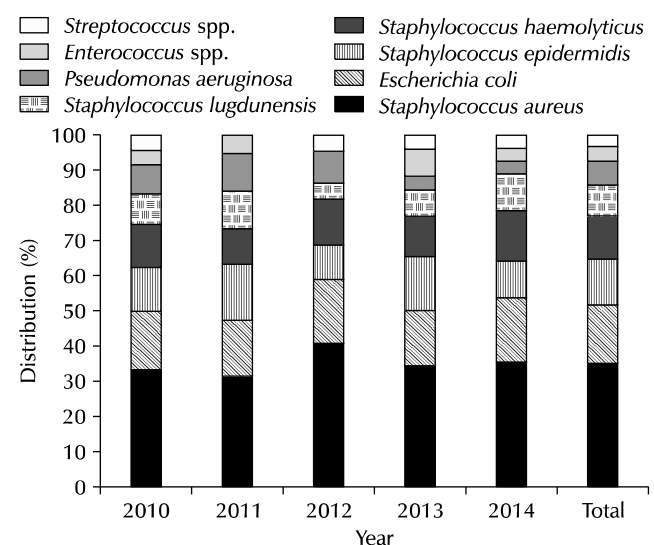 Streptococcus spp.
Enterococcus spp.
Pseudomonas aeruginosa
Staphylococcus lugdunensis
Staphylococcus haemolyticus
Staphylococcus epidermidis
Escherichia coli
Staphylococcus aureus
100
90
80
70
60
50
40
30
20
10
0
Distribution (%)
2010 2011 2012 2013 2014 Total
Year